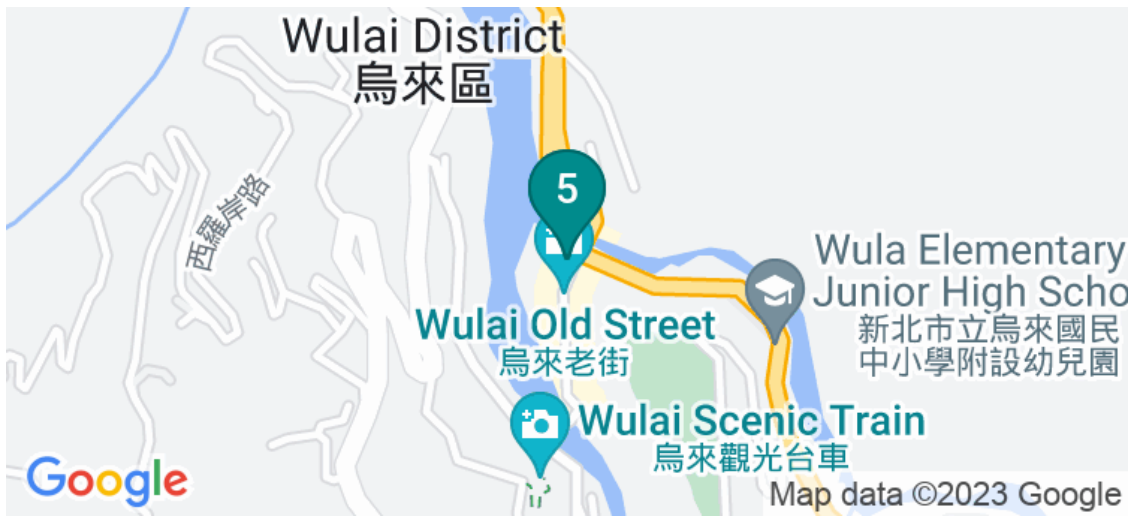 Wulai District
烏來區
5
西羅岸路
Wula Elementary
Junior High Scho
新北市立烏來國民
中小學附設幼兒園
Wulai Old Street
烏來老街
Wulai Scenic Train
烏來觀光台車
Google
Map data ©2023 Google